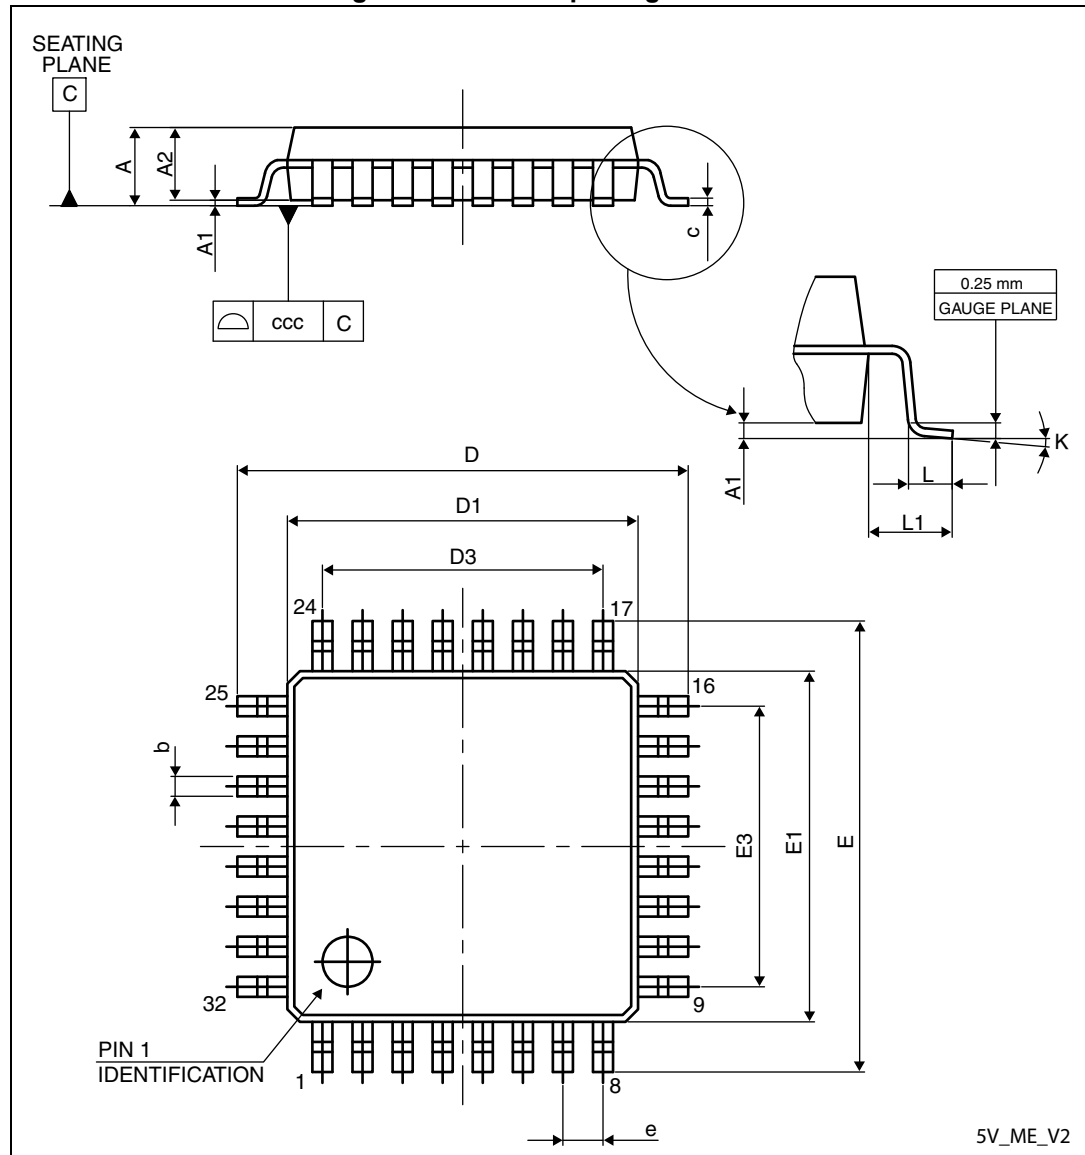 SEATING
PLANE
C
A
A2
A1
c
ccc
C
0.25 mm
GAUGE PLANE
K
A1
L
L1
D
D1
D3
24
17
25
16
b
E3
E1
E
32
9
PIN 1
IDENTIFICATION
1
8
e
5V_ME_V2